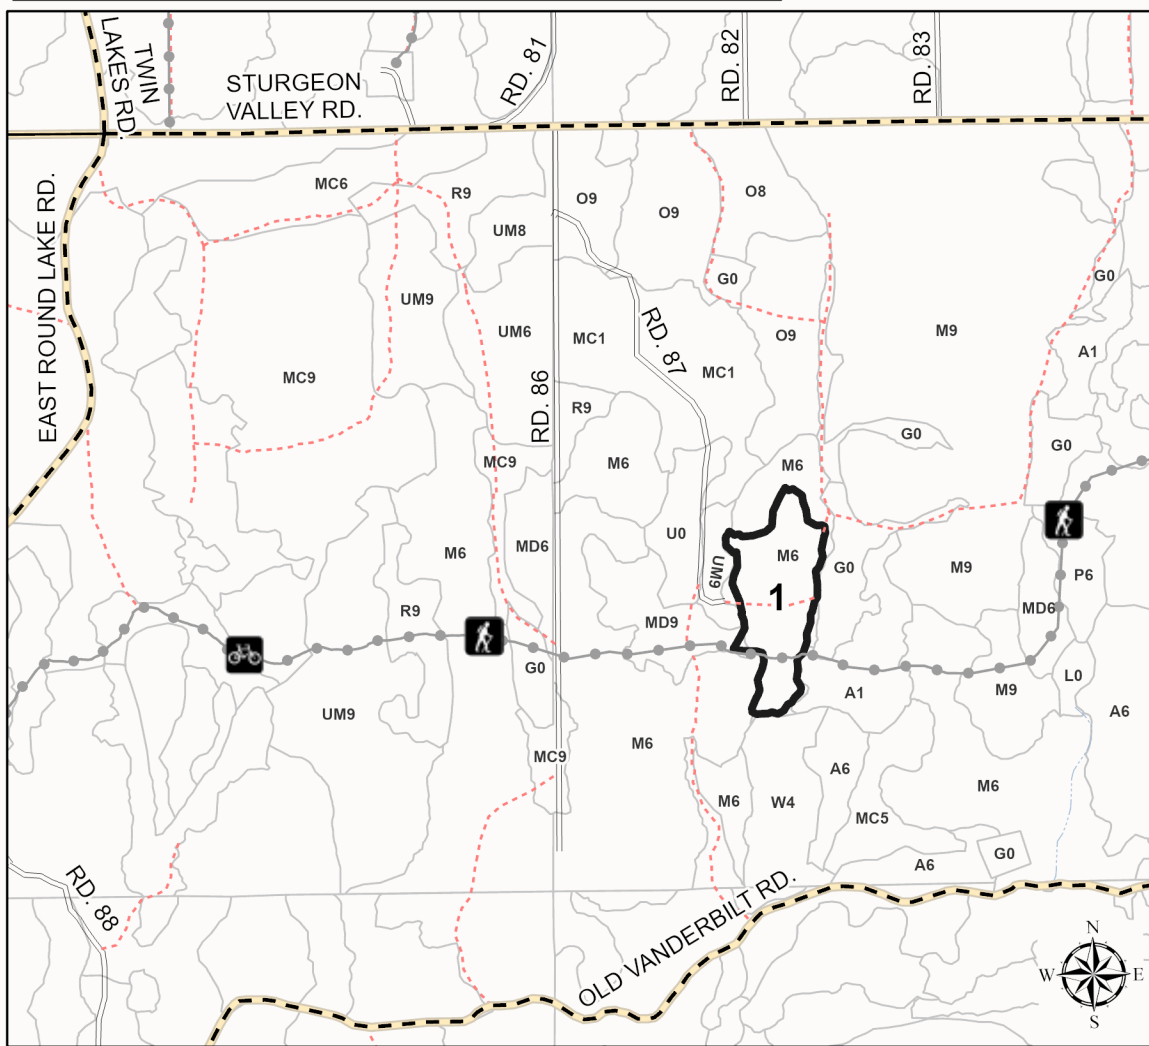 TWIN
LAKES RD.
STURGEON
VALLEY RD.
RD. 81
RD. 82
RD. 83
EAST ROUND LAKE RD.
MC6
R9
O9
O9
O8
UM8
G0
G0
UM9
UM6
MC1
RD. 87
O9
M9
A1
MC9
MC1
RD. 86
R9
G0
G0
MC9
M6
M6
U0
MD6
M6
M6
UM9
G0
M9
P6
1
R9
MD9
MD6
G0
L0
UM9
A1
M9
A6
MC9
M6
A6
M6
M6
W4
MC5
G0
A6
RD. 88
OLD VANDERBILT RD.
N
W
E
S